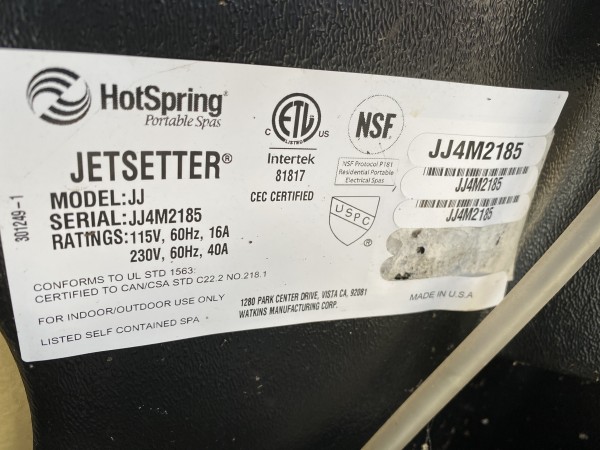 HotSpring®
Portable Spas
JETSETTER®
MODEL:JJ
SERIAL:JJ4M2185
RATINGS:115V, 60Hz, 16A
230V, 60Hz, 40A
CONFORMS TO UL STD 1563:
CERTIFIED TO CAN/CSA STD C22.2 NO.218.1
FOR INDOOR/OUTDOOR USE ONLY
LISTED SELF CONTAINED SPA
301249-1
C ETL US
LISTED
Intertek
81817
CEC CERTIFIED
NSF
NSF Protocol P181
Residential Portable
Electrical Spas
USPC®
1280 PARK CENTER DRIVE, VISTA CA, 92081
WATKINS MANUFACTURING CORP.
JJ4M2185
JJ4M2185
JJ4M2185
MADE IN U.S.A